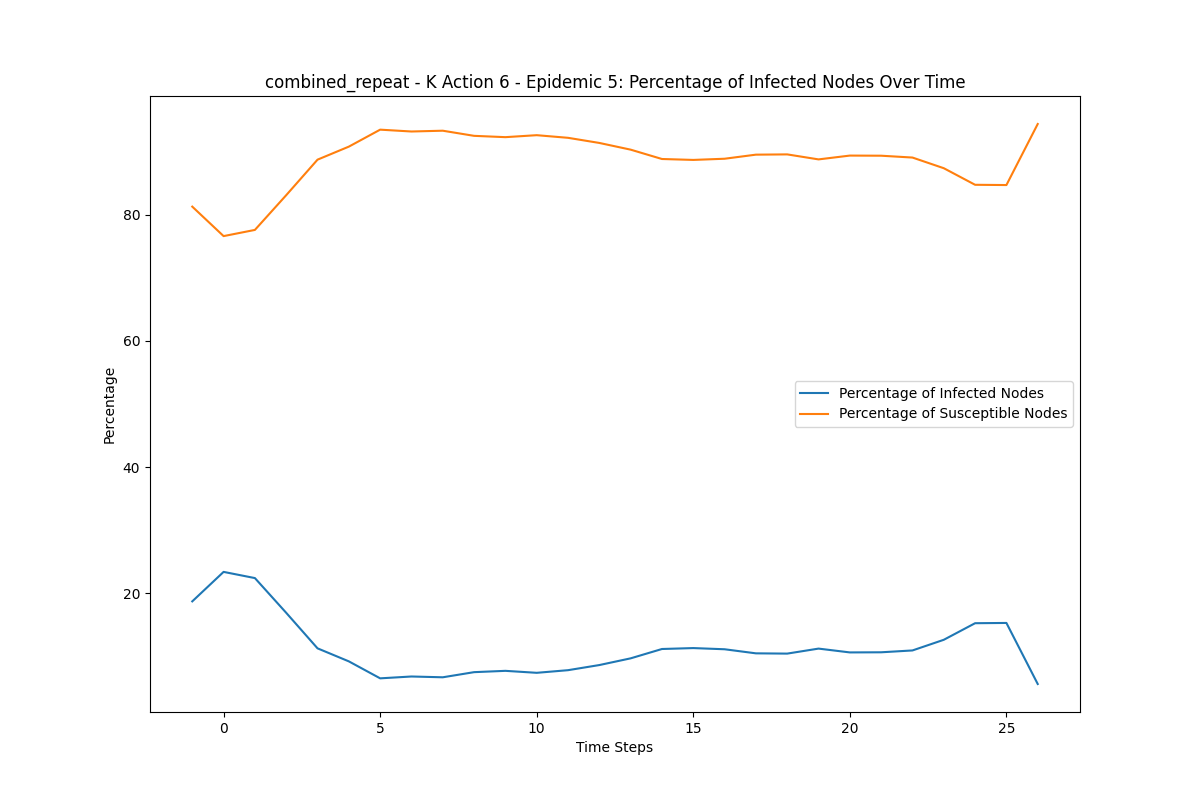 combined_repeat - K Action 6 - Epidemic 5: Percentage of Infected Nodes Over Time
Percentage
80
60
40
20
Percentage of Infected Nodes
Percentage of Susceptible Nodes
0 5 10 15 20 25
Time Steps